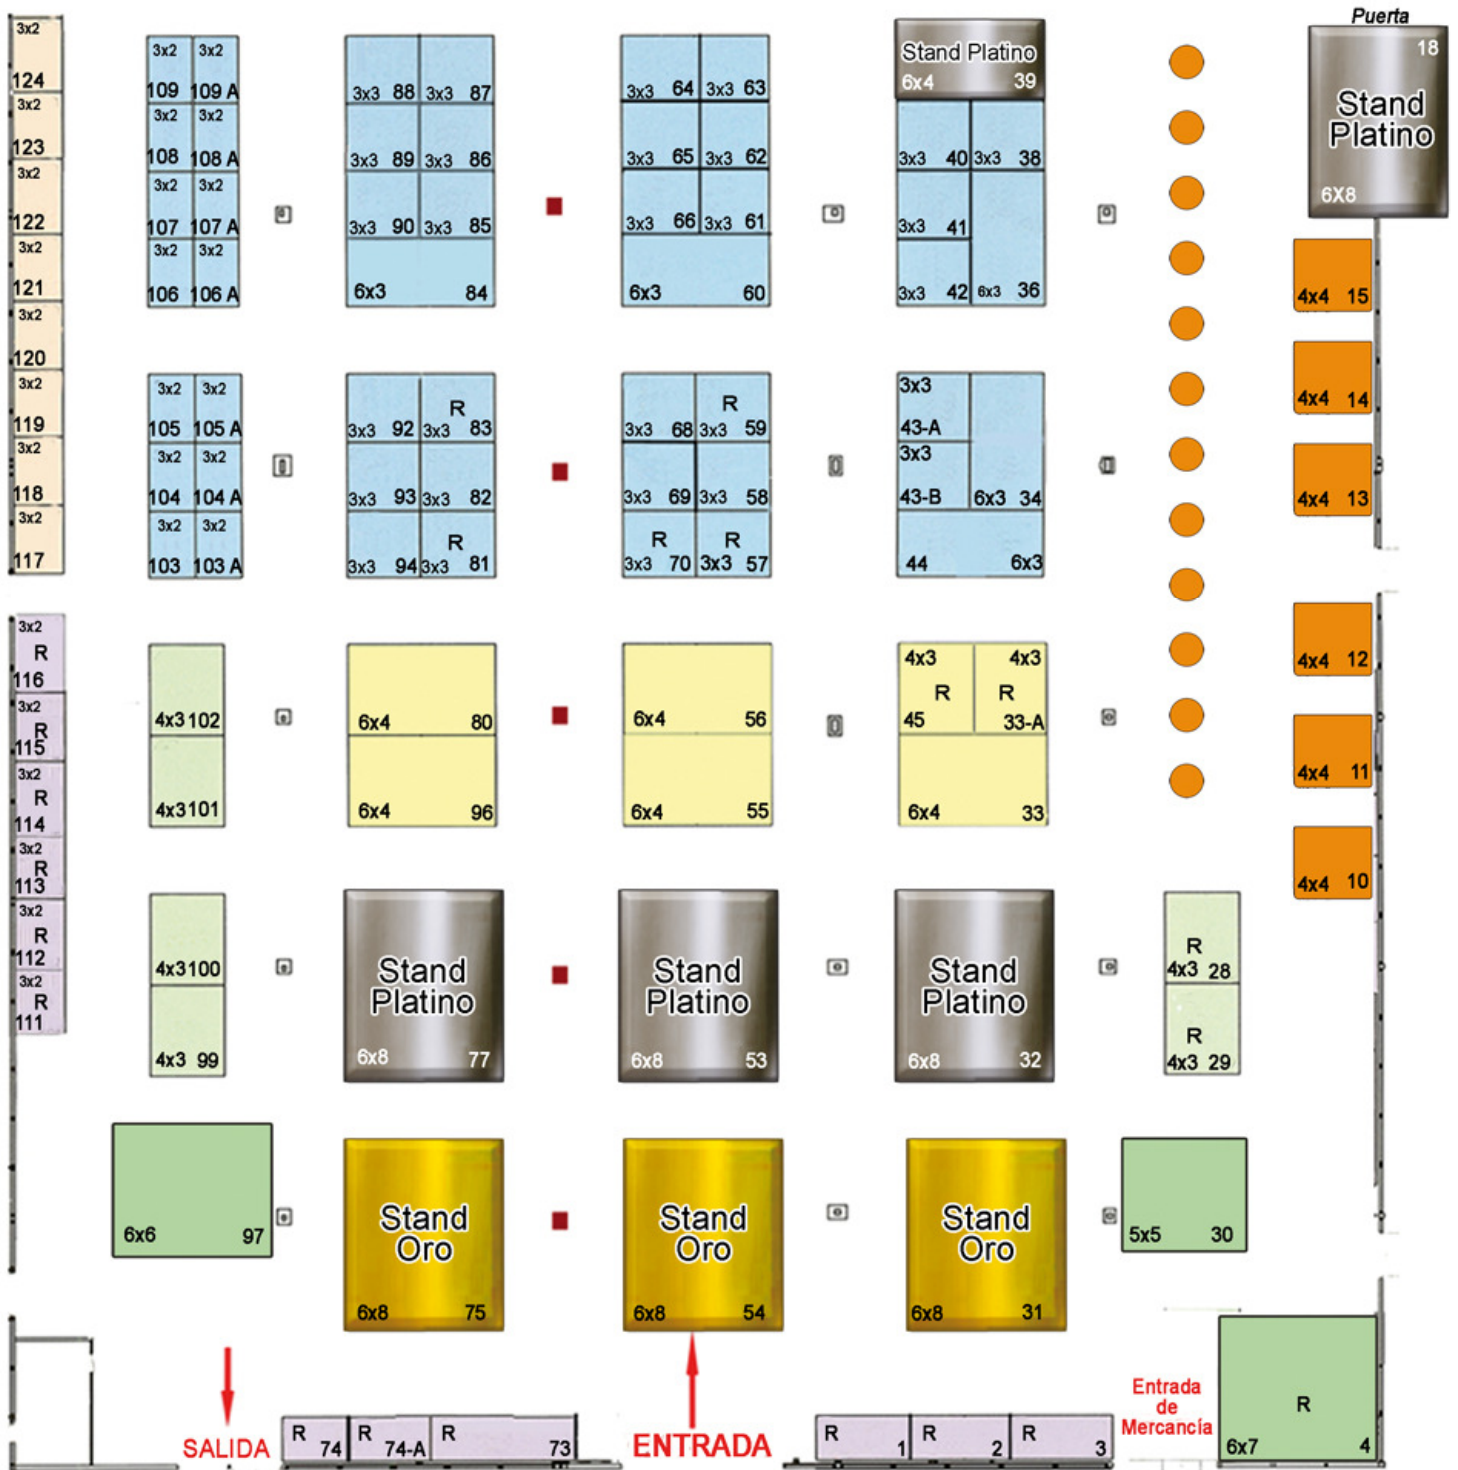 Puerta
3x2
124
3x2
123
3x2
122
3x2
121
3x2
120
3x2
119
3x2
118
3x2
117
3x2 3x2
109 109 A
3x2 3x2
108 108 A
3x2 3x2
107 107 A
3x2 3x2
106 106 A
3x3 88 3x3 87
3x3 89 3x3 86
3x3 90 3x3 85
6x3 84
3x3 64 3x3 63
3x3 65 3x3 62
3x3 66 3x3 61
6x3 60
Stand Platino
6x4 39
3x3 40 3x3 38
3x3 41
3x3 42 6x3 36
18
Stand
Platino
6X8
4x4 15
4x4 14
4x4 13
3x2 3x2
105 105 A
3x2 3x2
104 104 A
3x2 3x2
103 103 A
R
3x3 92 3x3 83
3x3 93 3x3 82
R
3x3 94 3x3 81
R
3x3 68 3x3 59
3x3 69 3x3 58
R R
3x3 70 3x3 57
3x3
43-A
3x3
43-B 6x3 34
44 6x3
3x2
R
116
3x2
R
115
3x2
R
114
3x2
R
113
3x2
R
112
3x2
R
111
4x3 102
4x3 101
6x4 80
6x4 96
6x4 56
6x4 55
4x3 4x3
R R
45 33-A
6x4 33
4x4 12
4x4 11
4x4 10
4x3 100
4x3 99
Stand
Platino
6x8 77
Stand
Platino
6x8 53
Stand
Platino
6x8 32
R
4x3 28
R
4x3 29
6x6 97
Stand
Oro
6x8 75
Stand
Oro
6x8 54
Stand
Oro
6x8 31
5x5 30
SALIDA
R
74
R
74-A
R
73
ENTRADA
R
1
R
2
R
3
Entrada
de
Mercancía
R
6x7 4